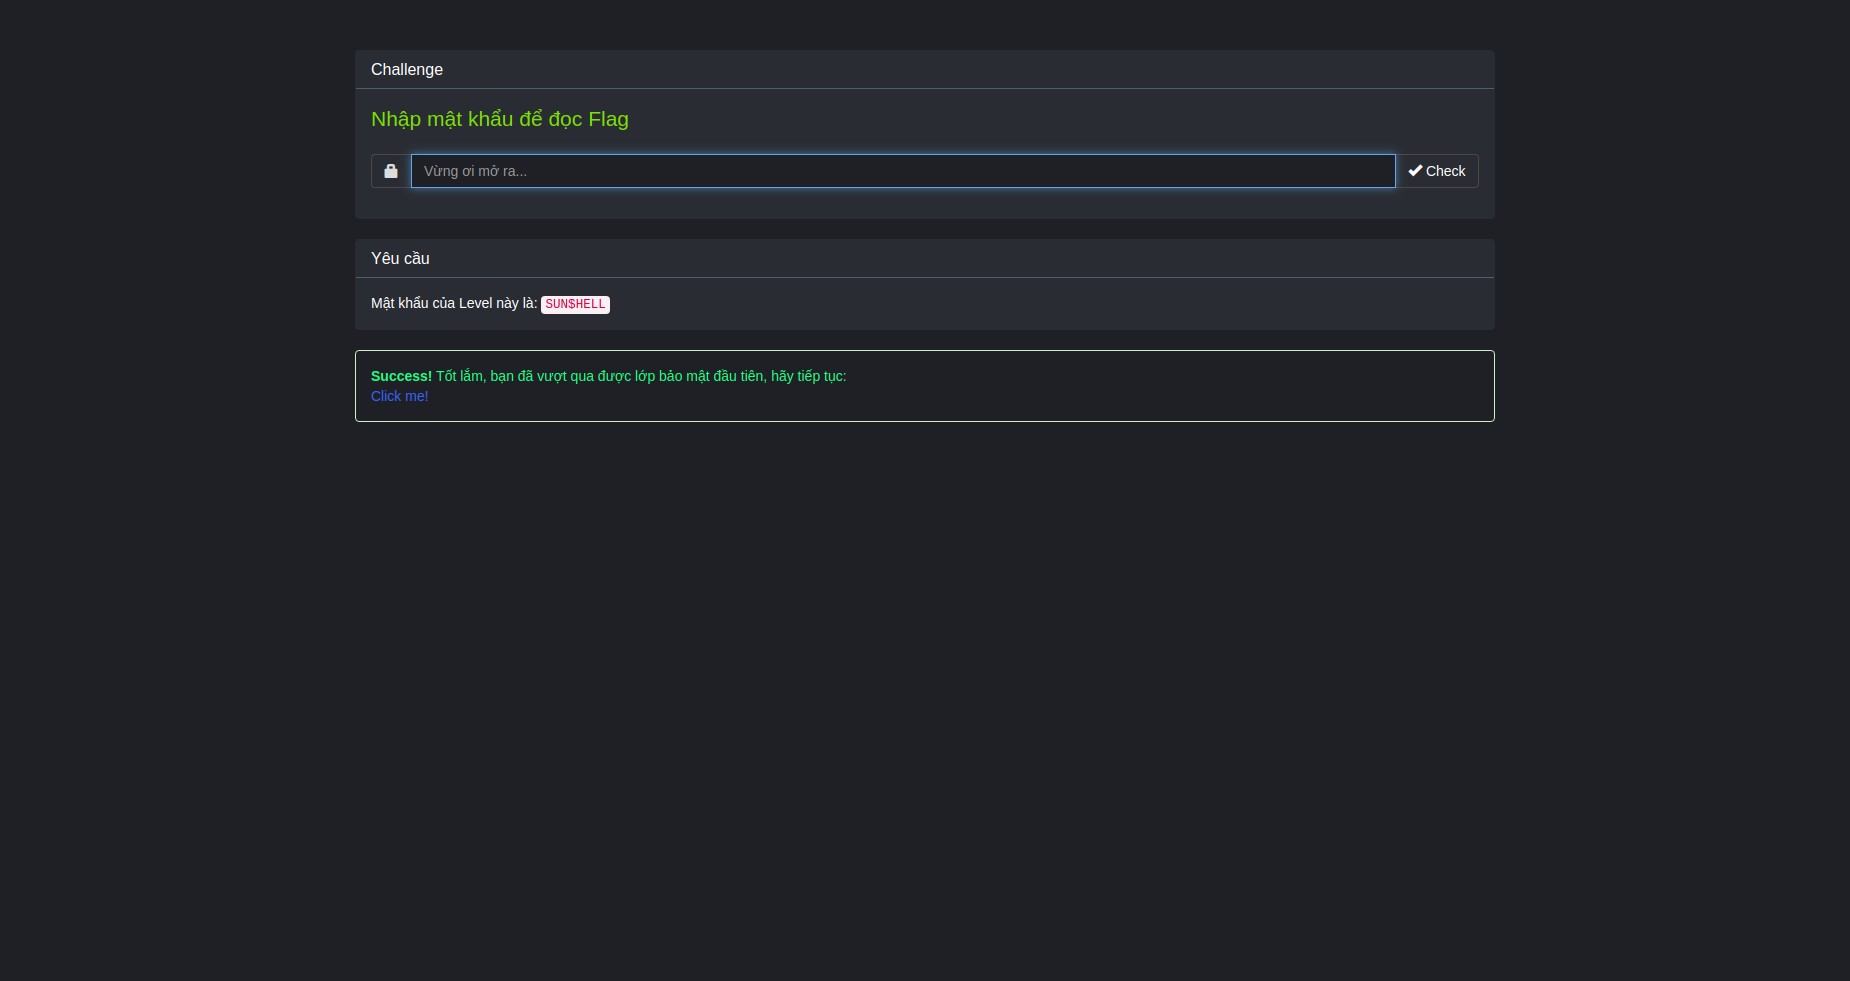 Challenge
Nhập mật khẩu để đọc Flag
Vừng ơi mở ra...
Check
Yêu cầu
Mật khẩu của Level này là: SUN$HELL
Success! Tốt lắm, bạn đã vượt qua được lớp bảo mật đầu tiên, hãy tiếp tục:
Click me!